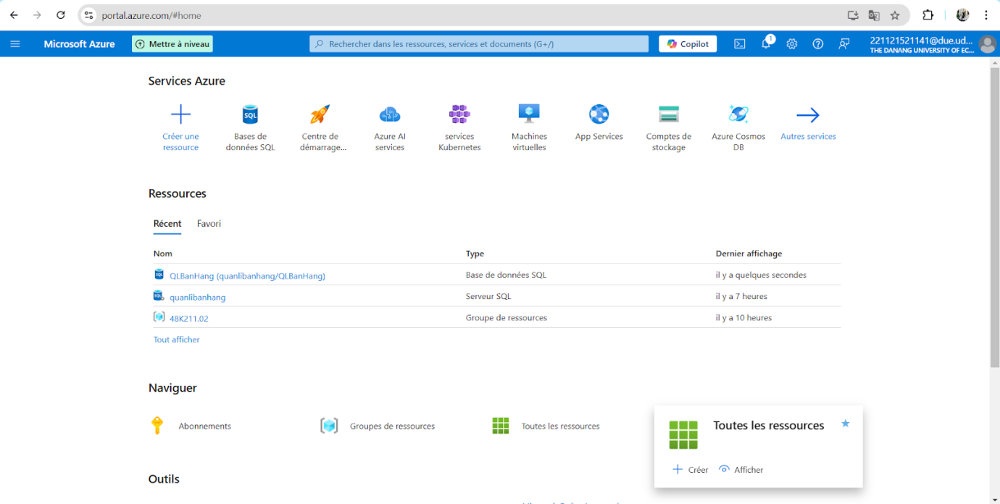 portal.azure.com/#home
Microsoft Azure
Mettre à niveau
Rechercher dans les ressources, services et documents (G+/)
Copilot
1
221121521141@due.ud...
THE DANANG UNIVERSITY OF EC...
Services Azure
Créer une
ressource
SQL
Bases de
données SQL
Centre de
démarrage...
Azure AI
services
services
Kubernetes
Machines
virtuelles
App Services
Comptes de
stockage
Azure Cosmos
DB
Autres services
Ressources
Récent
Favori
Nom Type Dernier affichage
SQL QLBanHang (quanlibanhang/QLBanHang) Base de données SQL il y a quelques secondes
SQL quanlibanhang Serveur SQL il y a 7 heures
48K211.02 Groupe de ressources il y a 10 heures
Tout afficher
Naviguer
Abonnements
Groupes de ressources
Toutes les ressources
Toutes les ressources
Créer
Afficher
Outils